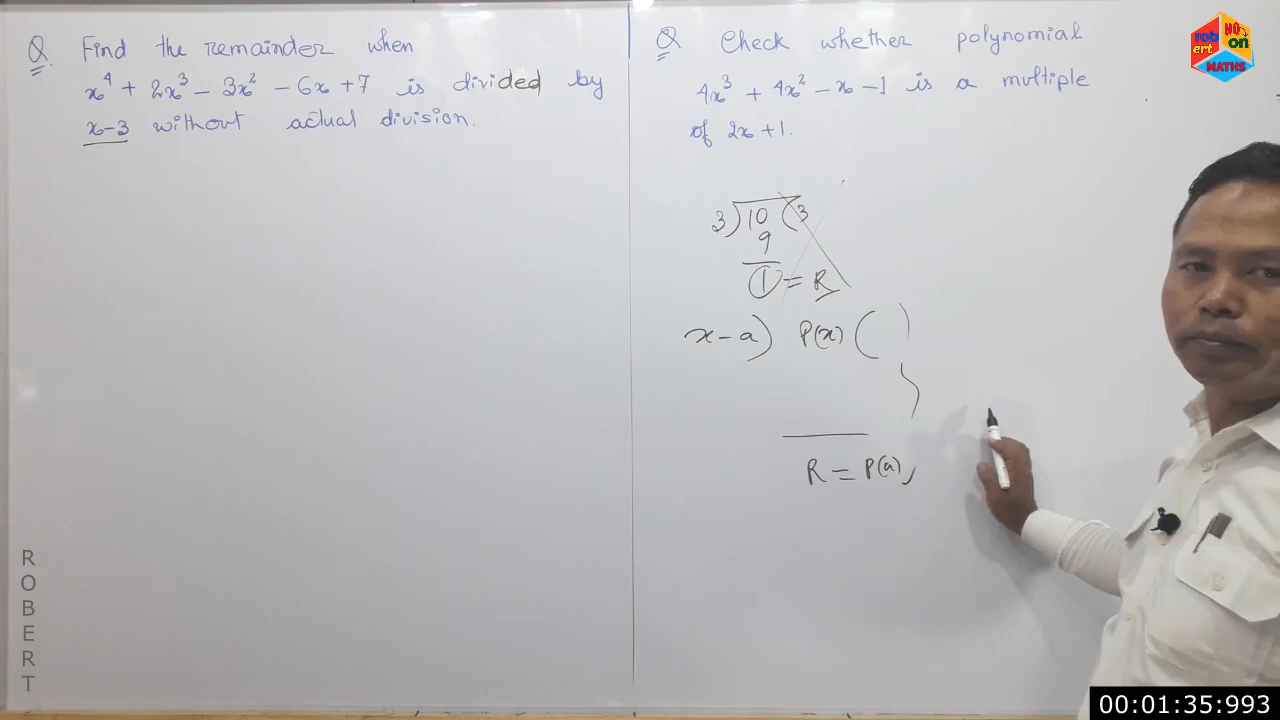 Q. Find the remainder when
x⁴ + 2x³ - 3x² - 6x + 7 is divided by
x-3 without actual division.
Q Check whether polynomial
4x³ + 4x² - x - 1 is a multiple
of 2x + 1.
3) 10 ( 3
9
1 = R
x-a) P(x) (
R = P(a)
robert
NO on
MATHS
ROBERT
00:01:35:993